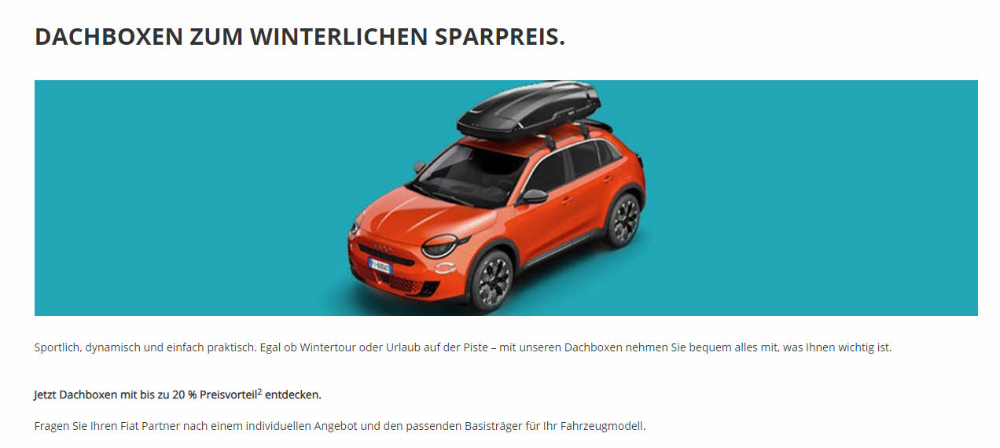 DACHBOXEN ZUM WINTERLICHEN SPARPREIS.
Sportlich, dynamisch und einfach praktisch. Egal ob Wintertour oder Urlaub auf der Piste – mit unseren Dachboxen nehmen Sie bequem alles mit, was Ihnen wichtig ist.
Jetzt Dachboxen mit bis zu 20 % Preisvorteil² entdecken.
Fragen Sie Ihren Fiat Partner nach einem individuellen Angebot und den passenden Basisträger für Ihr Fahrzeugmodell.